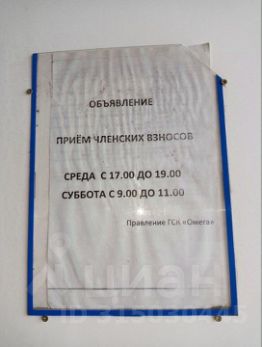 ОБЪЯВЛЕНИЕ
ПРИЁМ ЧЛЕНСКИХ ВЗНОСОВ
СРЕДА С 17.00 ДО 19.00
СУББОТА С 9.00 ДО 11.00
Правление ГСК «Омега»
циан